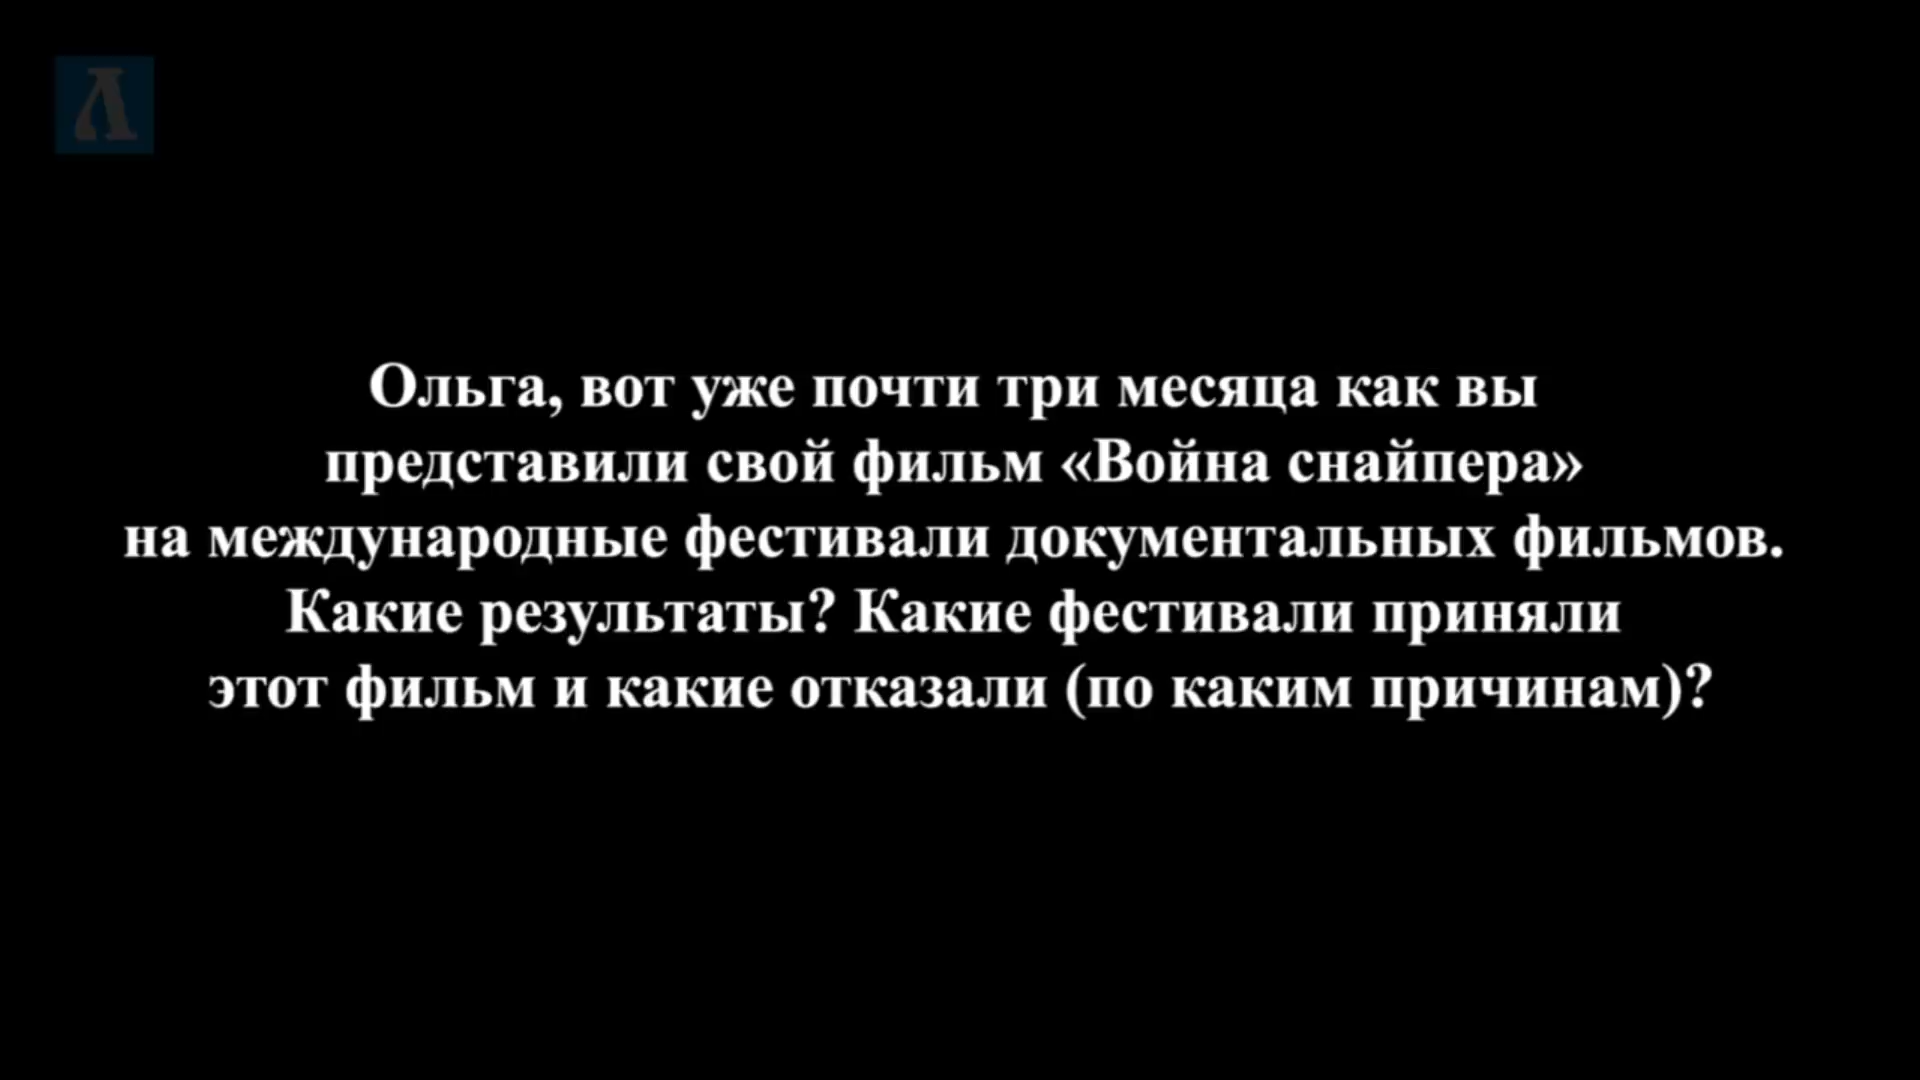 Л
Ольга, вот уже почти три месяца как вы
представили свой фильм «Война снайпера»
на международные фестивали документальных фильмов.
Какие результаты? Какие фестивали приняли
этот фильм и какие отказали (по каким причинам)?